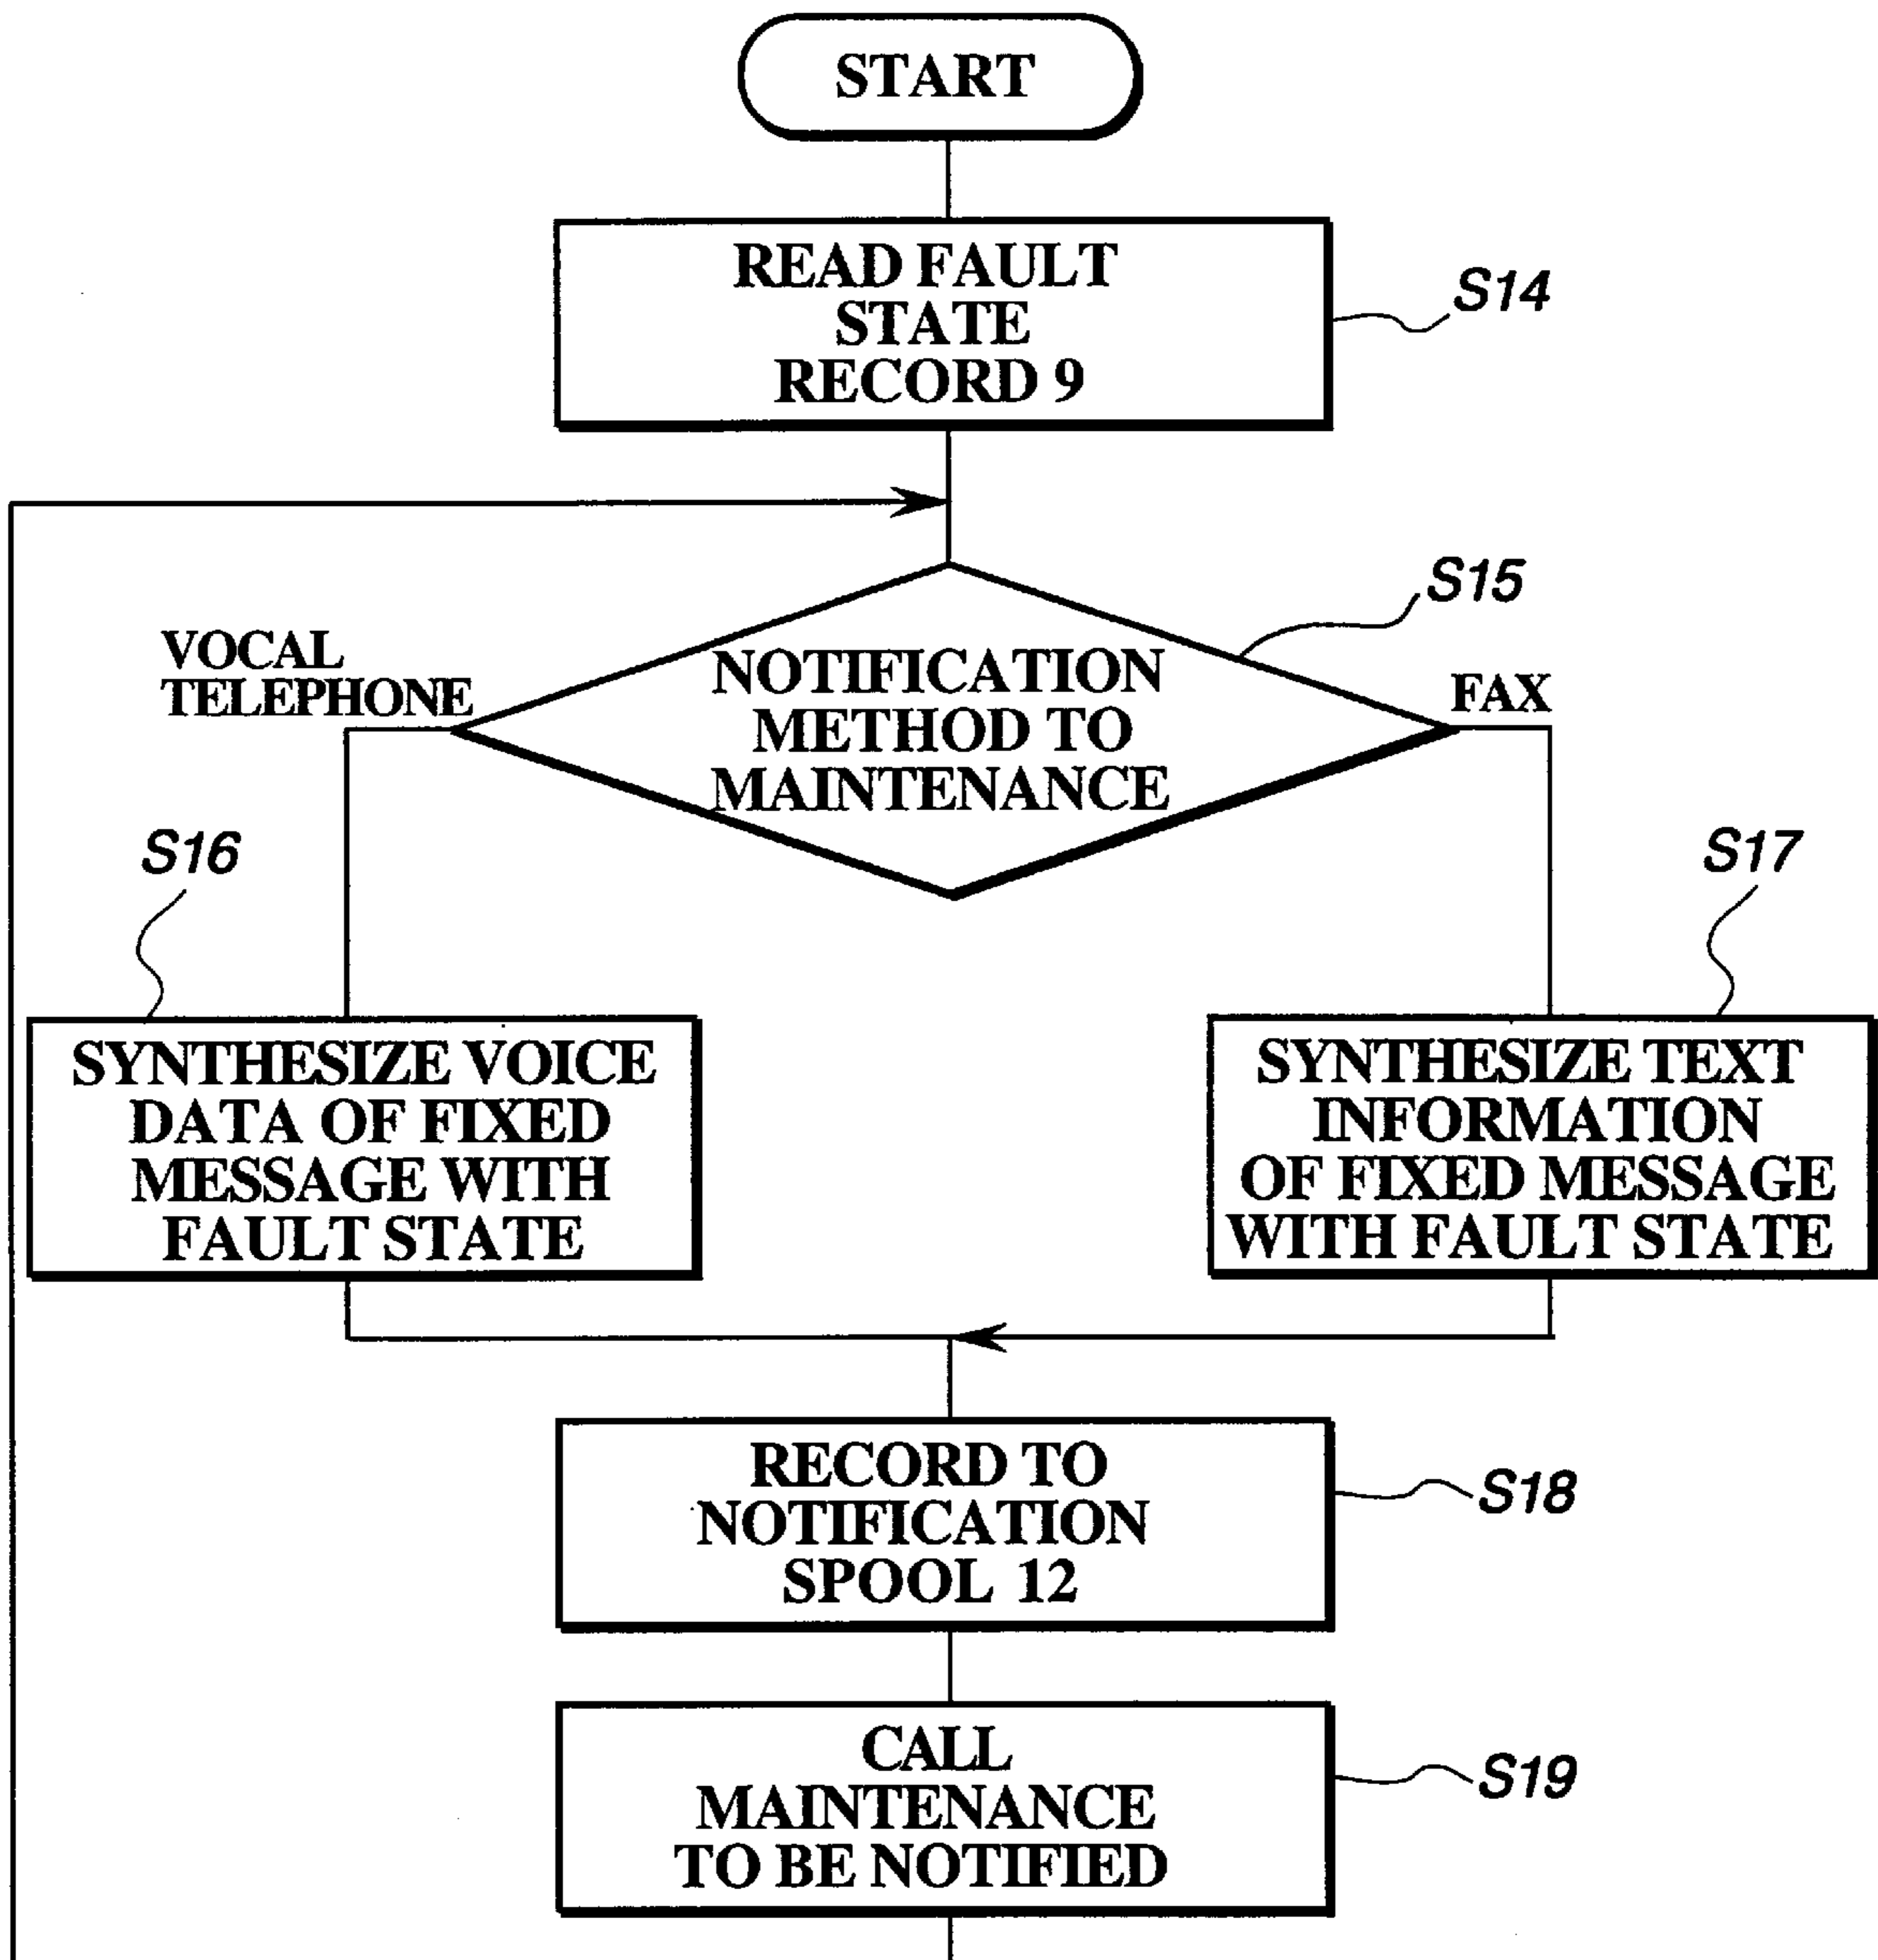 START
READ FAULT
STATE
RECORD 9
S14
S15
VOCAL
TELEPHONE
NOTIFICATION
METHOD TO
MAINTENANCE
FAX
S16
S17
SYNTHESIZE VOICE
DATA OF FIXED
MESSAGE WITH
FAULT STATE
SYNTHESIZE TEXT
INFORMATION
OF FIXED MESSAGE
WITH FAULT STATE
RECORD TO
NOTIFICATION
SPOOL 12
S18
CALL
MAINTENANCE
TO BE NOTIFIED
S19